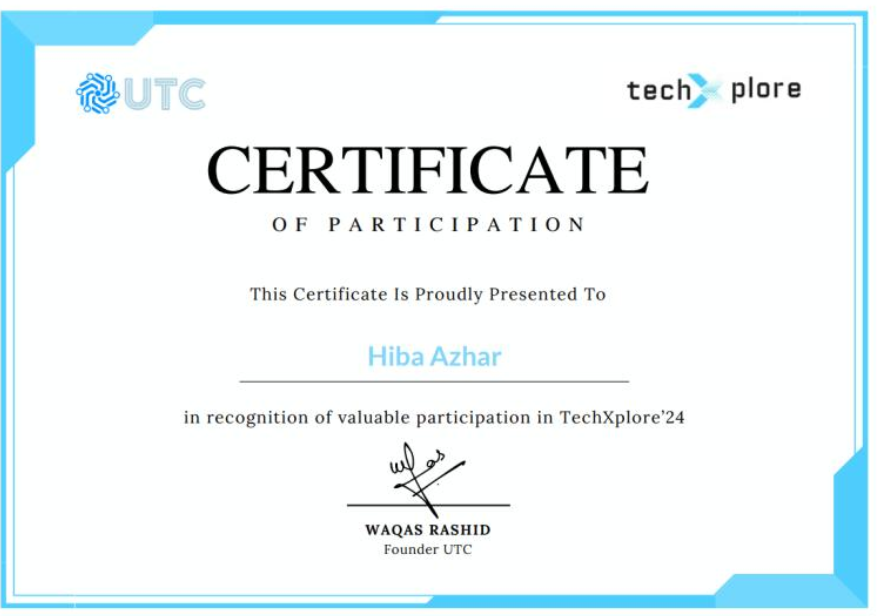 UTC
techXplore
CERTIFICATE
OF PARTICIPATION
This Certificate Is Proudly Presented To
Hiba Azhar
in recognition of valuable participation in TechXplore’24
WAQAS RASHID
Founder UTC